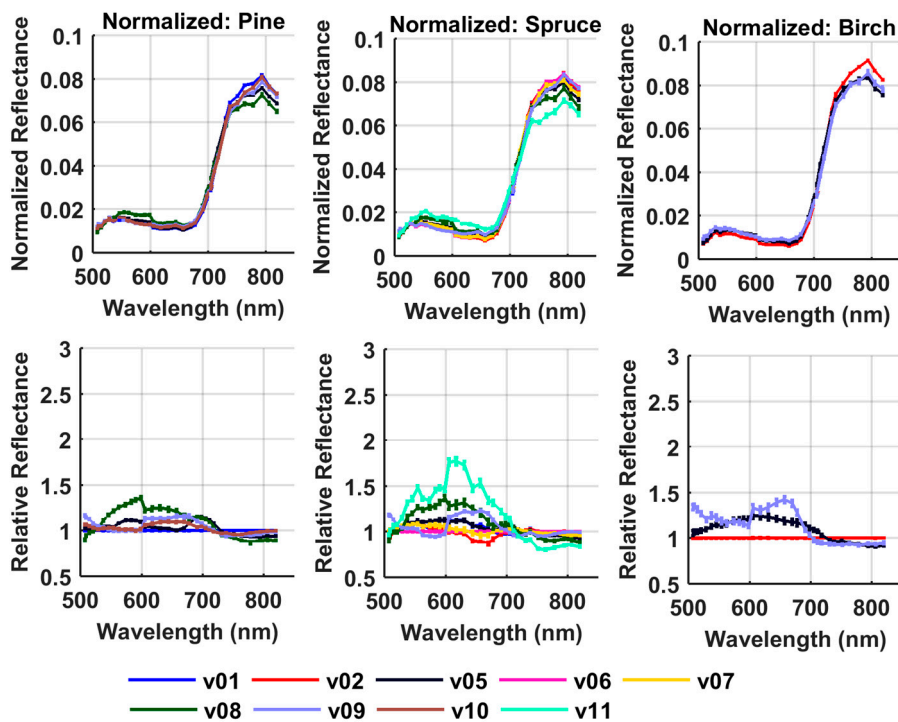 Normalized: Pine
Normalized: Spruce
Normalized: Birch
Normalized Reflectance
0.1
0.08
0.06
0.04
0.02
0
500 600 700 800
Wavelength (nm)
Normalized Reflectance
0.1
0.08
0.06
0.04
0.02
0
500 600 700 800
Wavelength (nm)
Normalized Reflectance
0.1
0.08
0.06
0.04
0.02
0
500 600 700 800
Wavelength (nm)
Relative Reflectance
3
2.5
2
1.5
1
0.5
500 600 700 800
Wavelength (nm)
Relative Reflectance
3
2.5
2
1.5
1
0.5
500 600 700 800
Wavelength (nm)
Relative Reflectance
3
2.5
2
1.5
1
0.5
500 600 700 800
Wavelength (nm)
v01 v02 v05 v06 v07
v08 v09 v10 v11